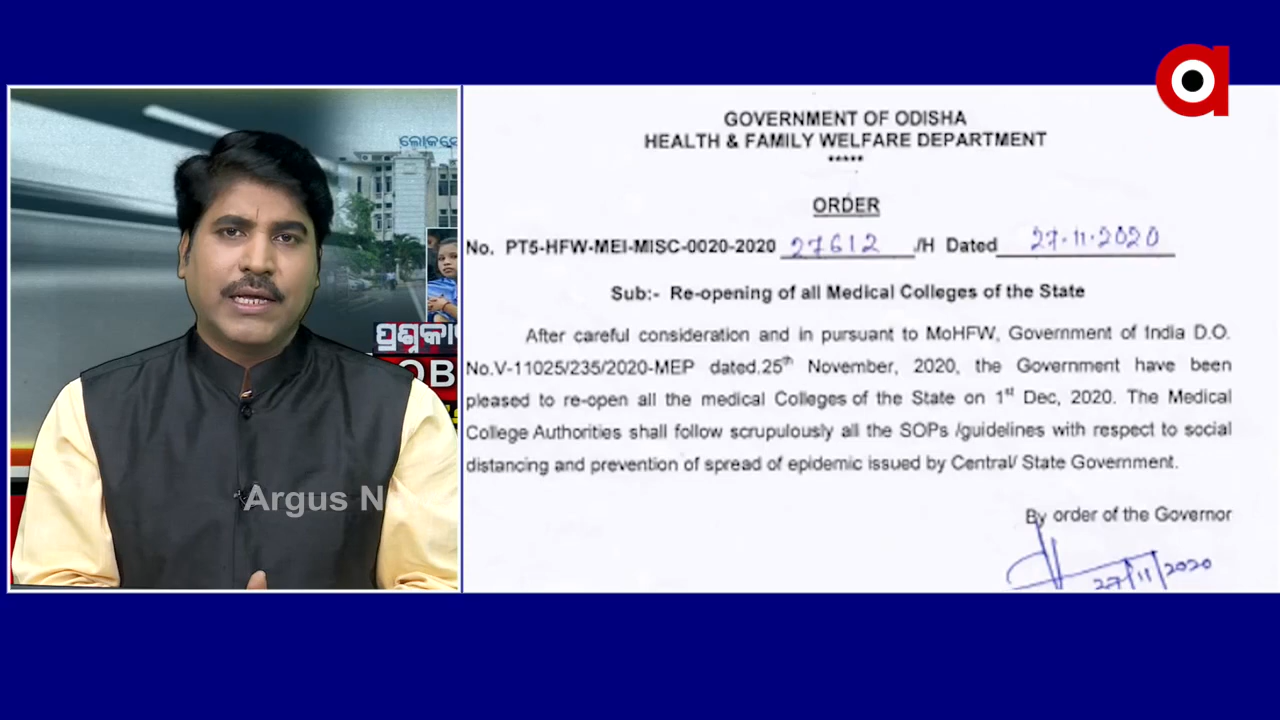 ଲୋକସେ
ପ୍ରଶ୍ନକା
OB
Argus N
GOVERNMENT OF ODISHA
HEALTH & FAMILY WELFARE DEPARTMENT
*****
ORDER
No. PT5-HFW-MEI-MISC-0020-2020 27612 /H Dated 27.11.2020
Sub:- Re-opening of all Medical Colleges of the State
After careful consideration and in pursuant to MoHFW, Government of India D.O.
No.V-11025/235/2020-MEP dated.25th November, 2020, the Government have been
pleased to re-open all the medical Colleges of the State on 1st Dec, 2020. The Medical
College Authorities shall follow scrupulously all the SOPs /guidelines with respect to social
distancing and prevention of spread of epidemic issued by Central/ State Government.
By order of the Governor
27/11/2020